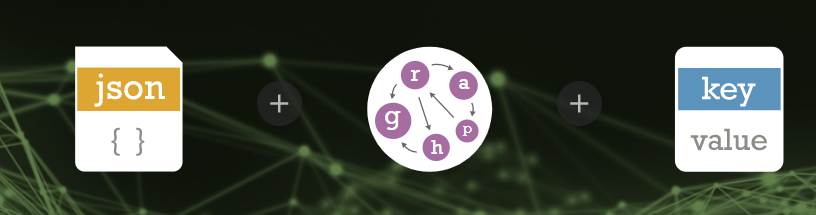 json
{ }
+
g r a p h
+
key
value